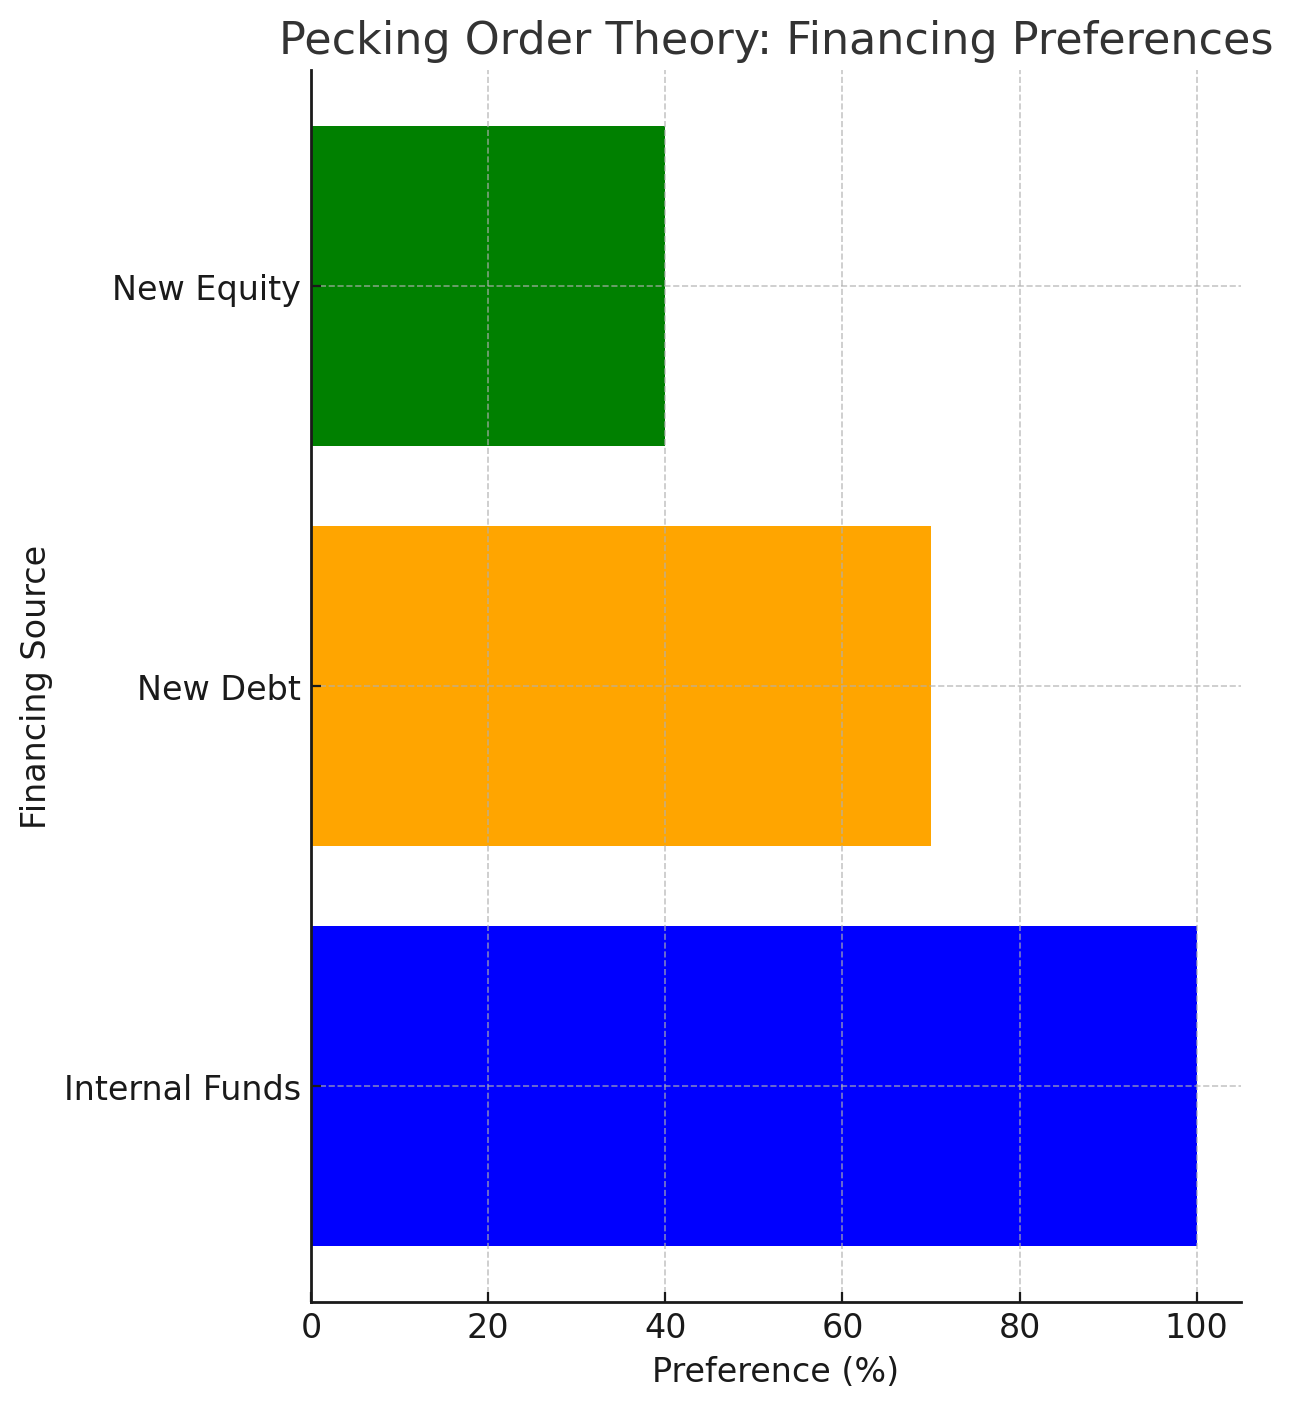 Pecking Order Theory: Financing Preferences
Financing Source
New Equity
New Debt
Internal Funds
0 20 40 60 80 100
Preference (%)